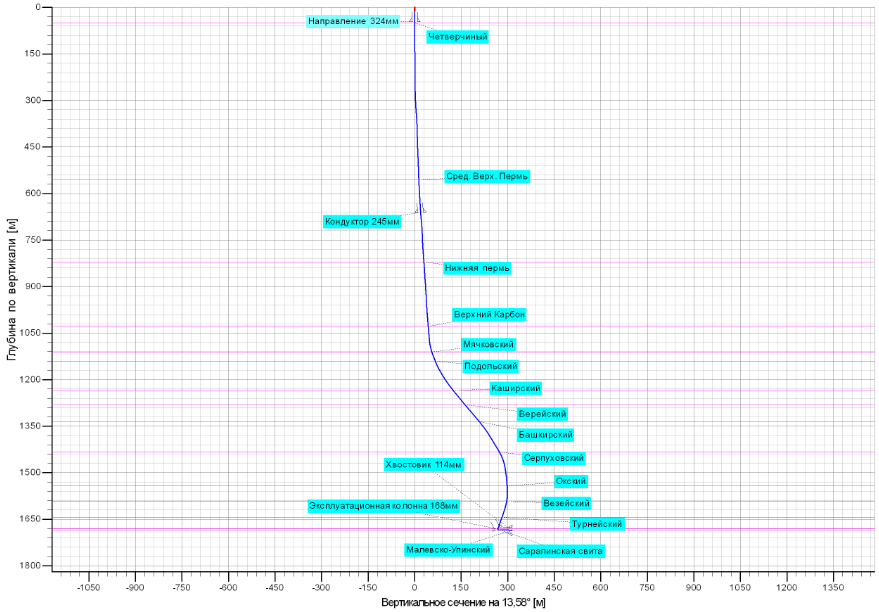 0
Направление 324мм
Четверчиный
150
300
450
Сред. Верх. Пермь
600
Кондуктор 245мм
750
Нижняя пермь
900
Верхний Карбон
1050
Мячковский
Подольский
1200
Каширский
Верейский
1350
Башкирский
Серпуховский
Хвостовик 114мм
1500
Окский
Везейский
Эксплуатационная колонна 168мм
1650
Турнейский
Малевско-Упинский
Саралинская свита
1800
Глубина по вертикали [м]
-1050 -900 -750 -600 -450 -300 -150 0 150 300 450 600 750 900 1050 1200 1350
Вертикальное сечение на 13,58° [м]